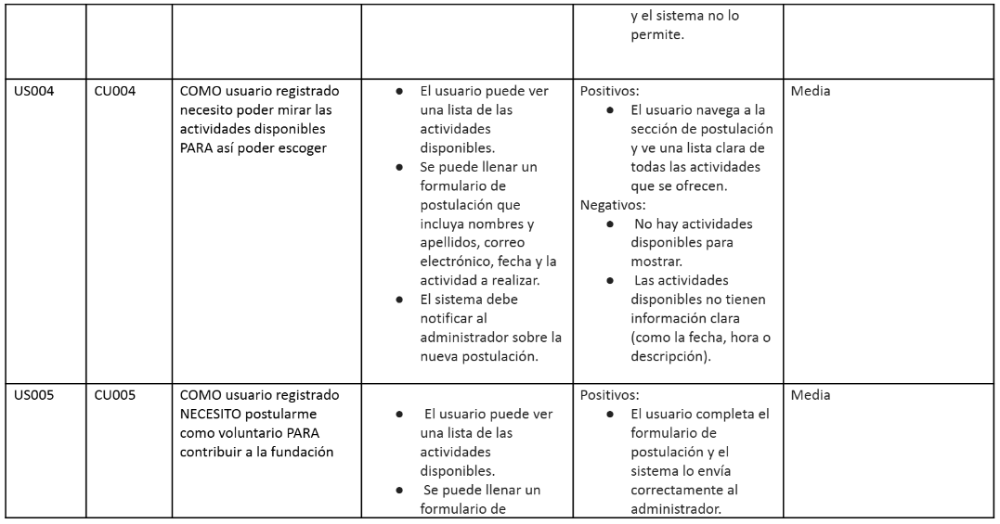 y el sistema no lo
permite.
US004
CU004
COMO usuario registrado
necesito poder mirar las
actividades disponibles
PARA así poder escoger
● El usuario puede ver
una lista de las
actividades
disponibles.
● Se puede llenar un
formulario de
postulación que
incluya nombres y
apellidos, correo
electrónico, fecha y la
actividad a realizar.
● El sistema debe
notificar al
administrador sobre la
nueva postulación.
Positivos:
● El usuario navega a la
sección de postulación
y ve una lista clara de
todas las actividades
que se ofrecen.
Negativos:
● No hay actividades
disponibles para
mostrar.
● Las actividades
disponibles no tienen
información clara
(como la fecha, hora o
descripción).
Media
US005
CU005
COMO usuario registrado
NECESITO postularme
como voluntario PARA
contribuir a la fundación
● El usuario puede ver
una lista de las
actividades
disponibles.
● Se puede llenar un
formulario de
Positivos:
● El usuario completa el
formulario de
postulación y el
sistema lo envía
correctamente al
administrador.
Media